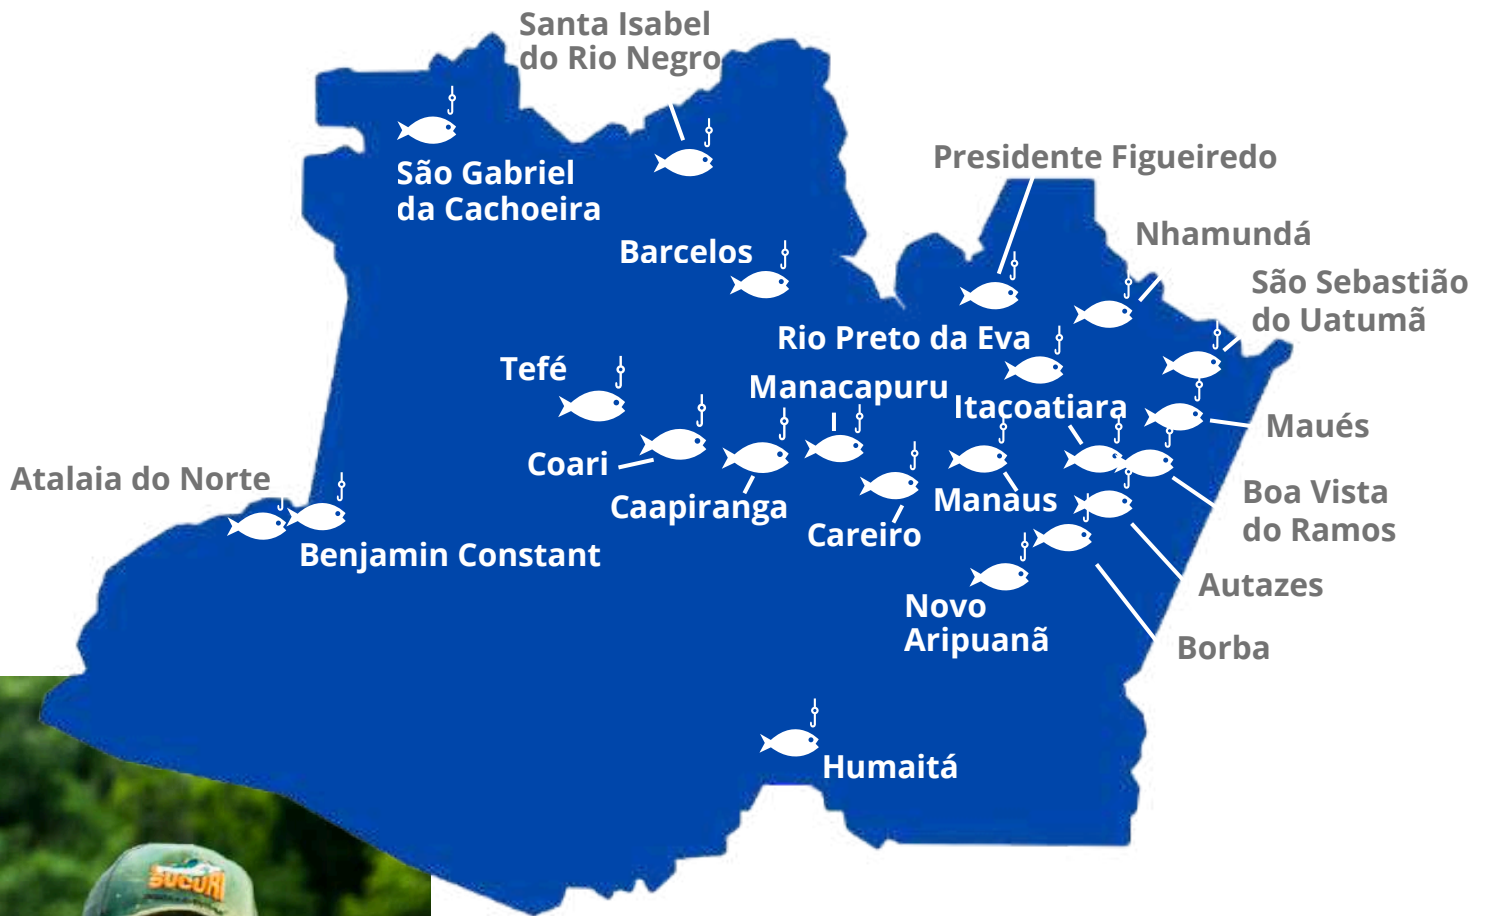 Santa Isabel
do Rio Negro
São Gabriel
da Cachoeira
Presidente Figueiredo
Nhamundá
Barcelos
São Sebastião
do Uatumã
Rio Preto da Eva
Tefé
Manacapuru
Itacoatiara
Maués
Coari
Atalaia do Norte
Caapiranga
Manaus
Boa Vista
do Ramos
Careiro
Benjamin Constant
Autazes
Novo
Aripuanã
Borba
Humaitá
SUCURI